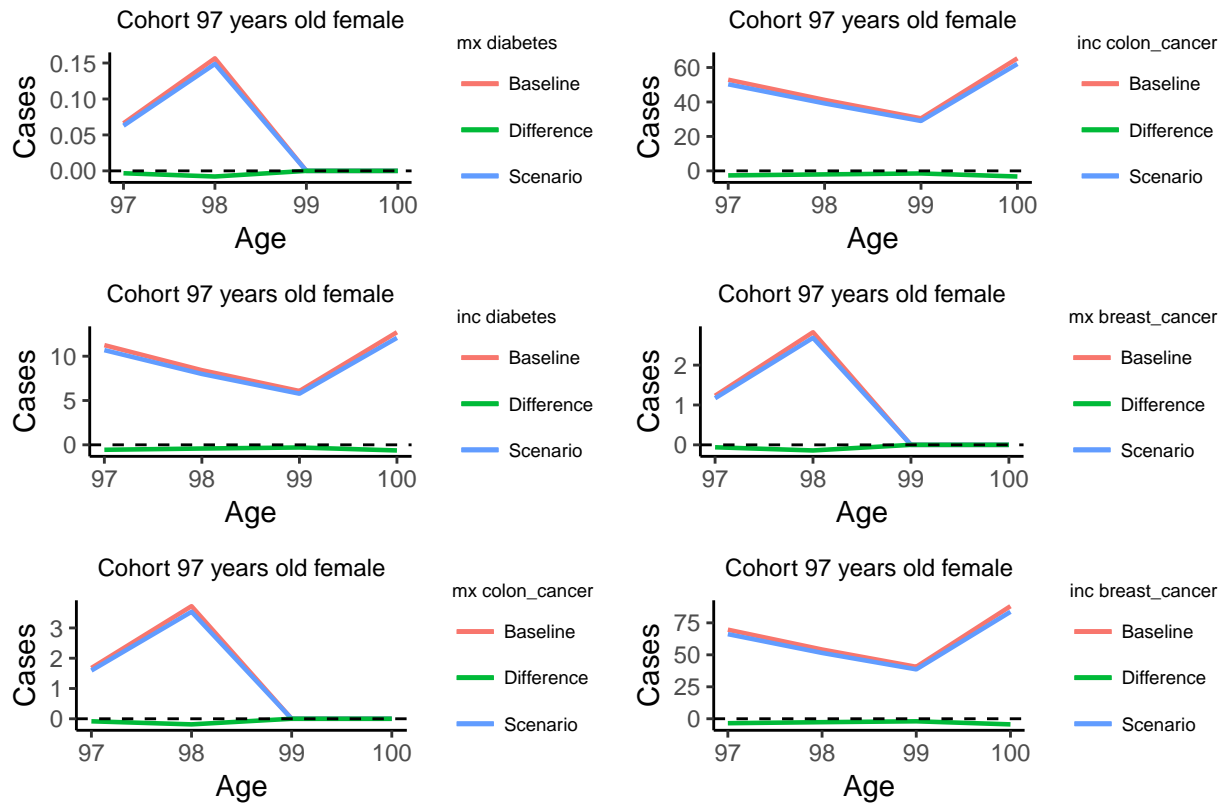 Cohort 97 years old female
Cases
0.15
0.10
0.05
0.00
97 98 99 100
Age
mx diabetes
Baseline
Difference
Scenario
Cohort 97 years old female
Cases
60
40
20
0
97 98 99 100
Age
inc colon_cancer
Baseline
Difference
Scenario
Cohort 97 years old female
Cases
10
5
0
97 98 99 100
Age
inc diabetes
Baseline
Difference
Scenario
Cohort 97 years old female
Cases
2
1
0
97 98 99 100
Age
mx breast_cancer
Baseline
Difference
Scenario
Cohort 97 years old female
Cases
3
2
1
0
97 98 99 100
Age
mx colon_cancer
Baseline
Difference
Scenario
Cohort 97 years old female
Cases
75
50
25
0
97 98 99 100
Age
inc breast_cancer
Baseline
Difference
Scenario